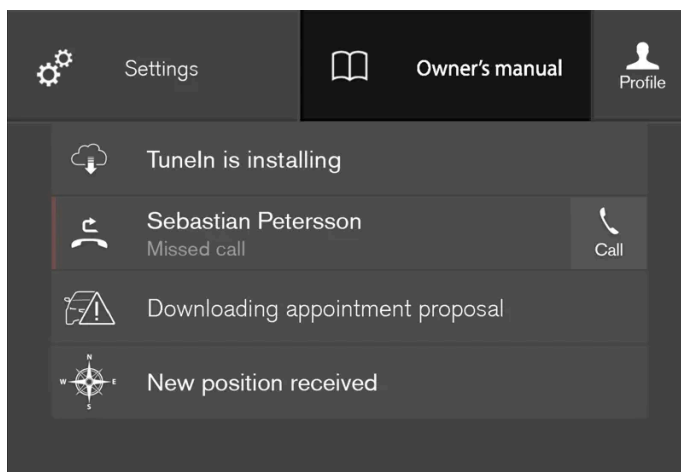 Settings
Owner's manual
Profile
TuneIn is installing
Sebastian Petersson
Missed call
Call
Downloading appointment proposal
N
W E
S
New position received